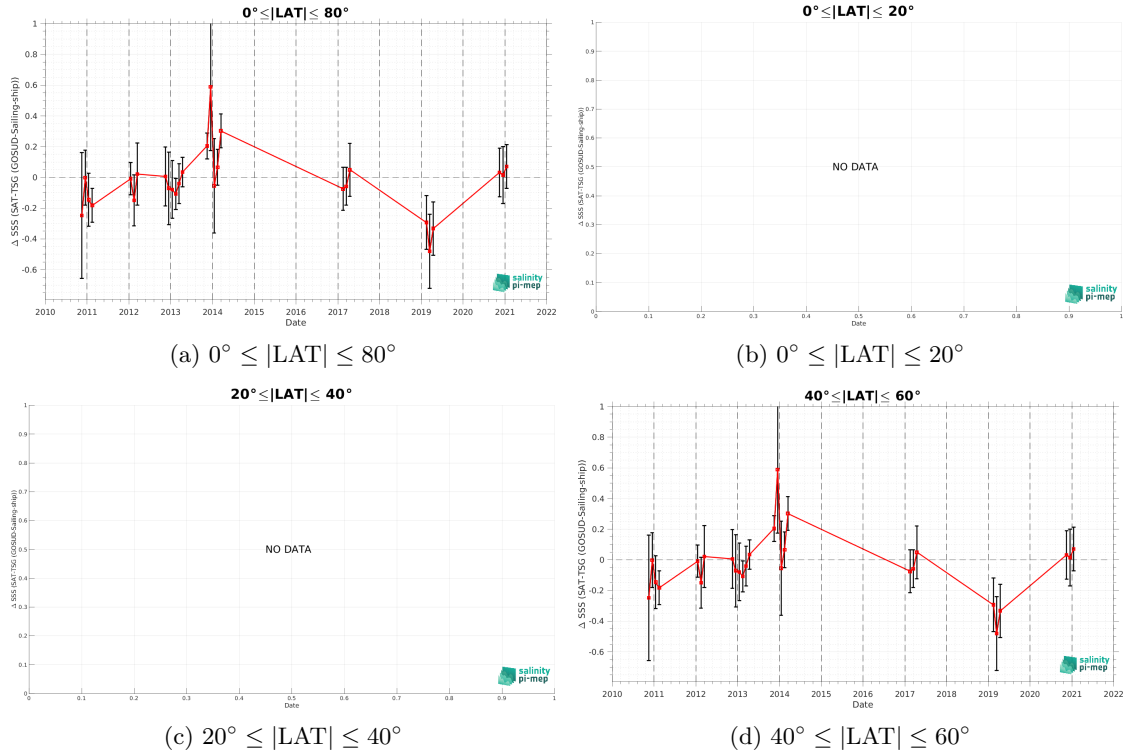 0°≤|LAT|≤ 80°
1
0.8
0.6
0.4
0.2
0
-0.2
-0.4
-0.6
Δ SSS (SAT-TSG (GOSUD-Sailing-ship))
2010 2011 2012 2013 2014 2015 2016 2017 2018 2019 2020 2021 2022
Date
salinity
pi-mep
(a) 0° ≤ |LAT| ≤ 80°
0°≤|LAT|≤ 20°
1
0.9
0.8
0.7
0.6
0.5
0.4
0.3
0.2
0.1
0
Δ SSS (SAT-TSG (GOSUD-Sailing-ship))
NO DATA
0 0.1 0.2 0.3 0.4 0.5 0.6 0.7 0.8 0.9 1
Date
salinity
pi-mep
(b) 0° ≤ |LAT| ≤ 20°
20°≤|LAT|≤ 40°
1
0.9
0.8
0.7
0.6
0.5
0.4
0.3
0.2
0.1
0
Δ SSS (SAT-TSG (GOSUD-Sailing-ship))
NO DATA
0 0.1 0.2 0.3 0.4 0.5 0.6 0.7 0.8 0.9 1
Date
salinity
pi-mep
(c) 20° ≤ |LAT| ≤ 40°
40°≤|LAT|≤ 60°
1
0.8
0.6
0.4
0.2
0
-0.2
-0.4
-0.6
Δ SSS (SAT-TSG (GOSUD-Sailing-ship))
2010 2011 2012 2013 2014 2015 2016 2017 2018 2019 2020 2021 2022
Date
salinity
pi-mep
(d) 40° ≤ |LAT| ≤ 60°